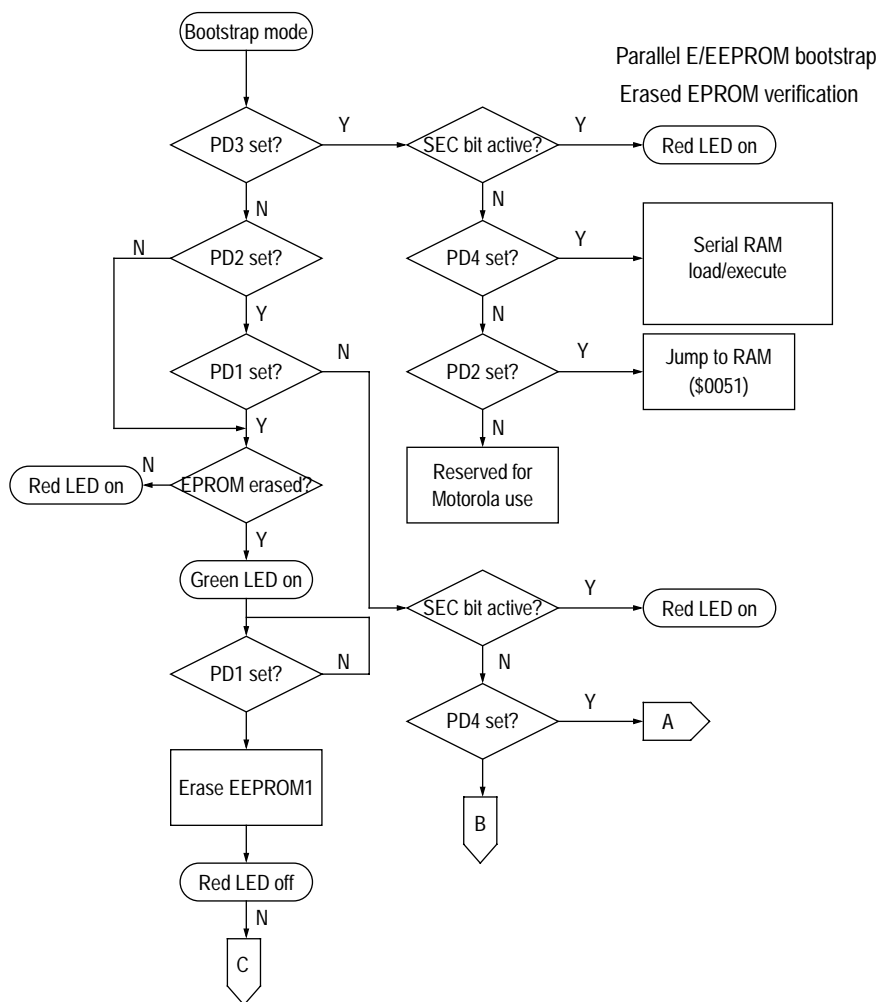 Bootstrap mode
Parallel E/EEPROM bootstrap
Erased EPROM verification
PD3 set?
Y
SEC bit active?
Y
Red LED on
N
N
N
PD2 set?
PD4 set?
Y
Serial RAM
load/execute
Y
N
PD1 set?
N
PD2 set?
Y
Jump to RAM
($0051)
Y
N
Red LED on
N
EPROM erased?
Reserved for
Motorola use
Y
Green LED on
SEC bit active?
Y
Red LED on
PD1 set?
N
N
PD4 set?
Y
A
Erase EEPROM1
B
Red LED off
N
C